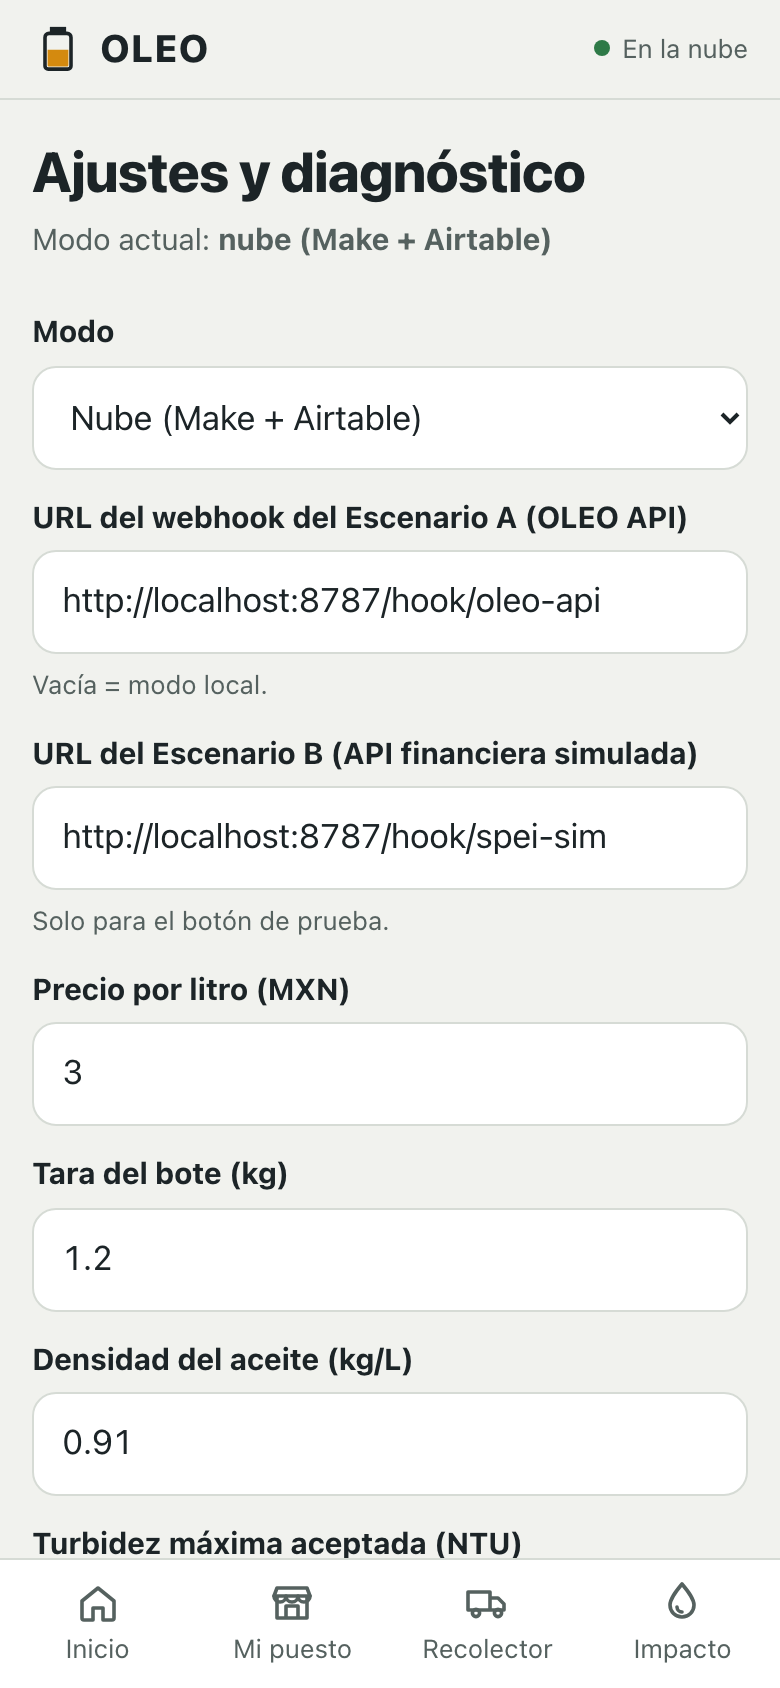 OLEO
En la nube
Ajustes y diagnóstico
Modo actual: nube (Make + Airtable)
Modo
Nube (Make + Airtable)
URL del webhook del Escenario A (OLEO API)
http://localhost:8787/hook/oleo-api
Vacía = modo local.
URL del Escenario B (API financiera simulada)
http://localhost:8787/hook/spei-sim
Solo para el botón de prueba.
Precio por litro (MXN)
3
Tara del bote (kg)
1.2
Densidad del aceite (kg/L)
0.91
Turbidez máxima aceptada (NTU)
Inicio
Mi puesto
Recolector
Impacto